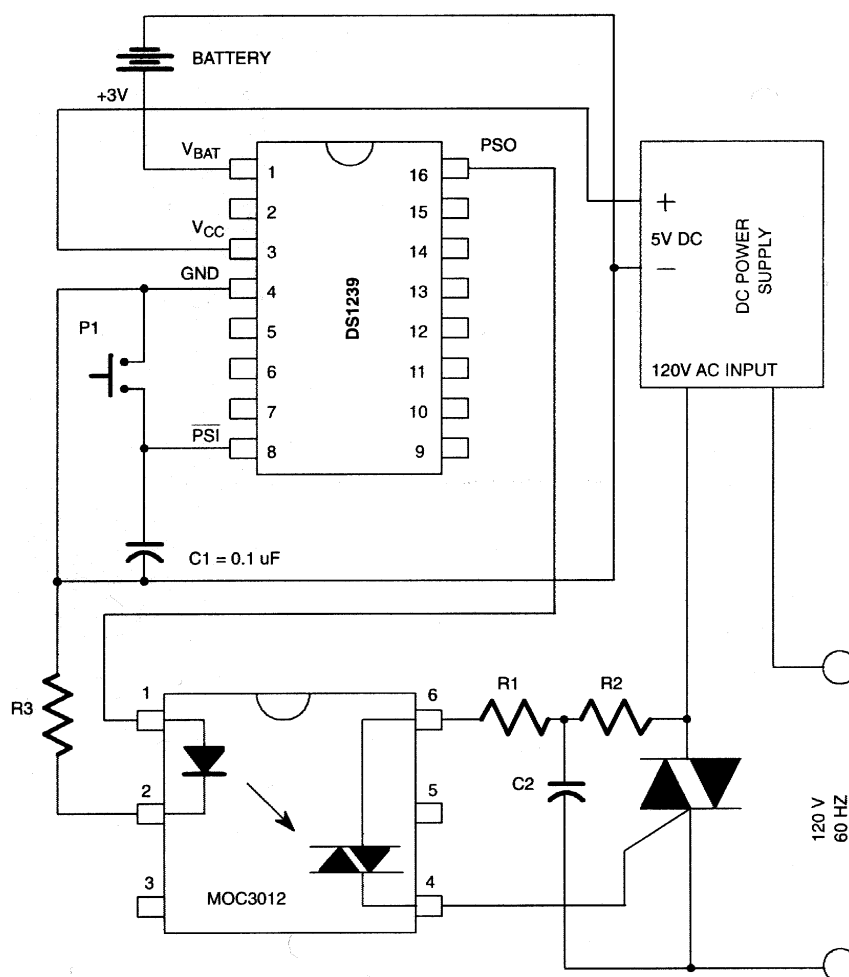 BATTERY
+3V
VBAT
PSO
1
16
2
15
VCC
3
14
GND
4
13
P1
5
12
6
11
7
10
PSI
8
9
DS1239
+
5V DC
−
DC POWER
SUPPLY
120V AC INPUT
C1 = 0.1 uF
R3
1
6
R1
R2
2
5
C2
3
4
MOC3012
120 V
60 HZ